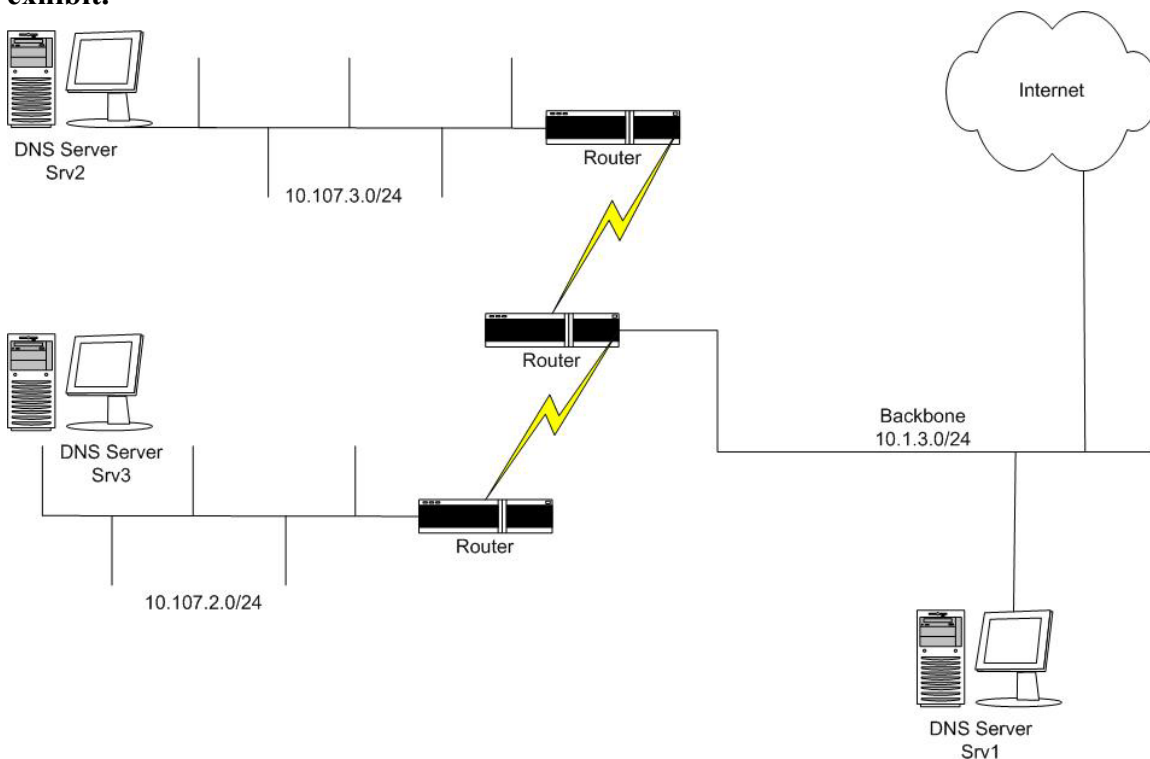 exhibit.
Internet
DNS Server
Srv2
Router
10.107.3.0/24
Router
DNS Server
Srv3
Backbone
10.1.3.0/24
Router
10.107.2.0/24
DNS Server
Srv1